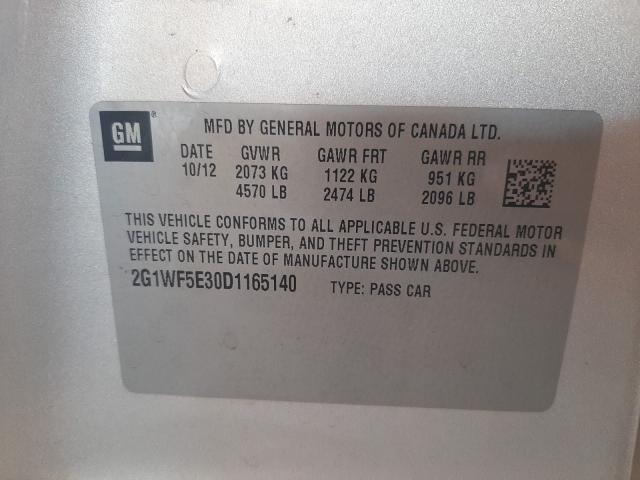 GM®
MFD BY GENERAL MOTORS OF CANADA LTD.
DATE GVWR GAWR FRT GAWR RR
10/12 2073 KG 1122 KG 951 KG
4570 LB 2474 LB 2096 LB
THIS VEHICLE CONFORMS TO ALL APPLICABLE U.S. FEDERAL MOTOR
VEHICLE SAFETY, BUMPER, AND THEFT PREVENTION STANDARDS IN
EFFECT ON THE DATE OF MANUFACTURE SHOWN ABOVE.
2G1WF5E30D1165140 TYPE: PASS CAR